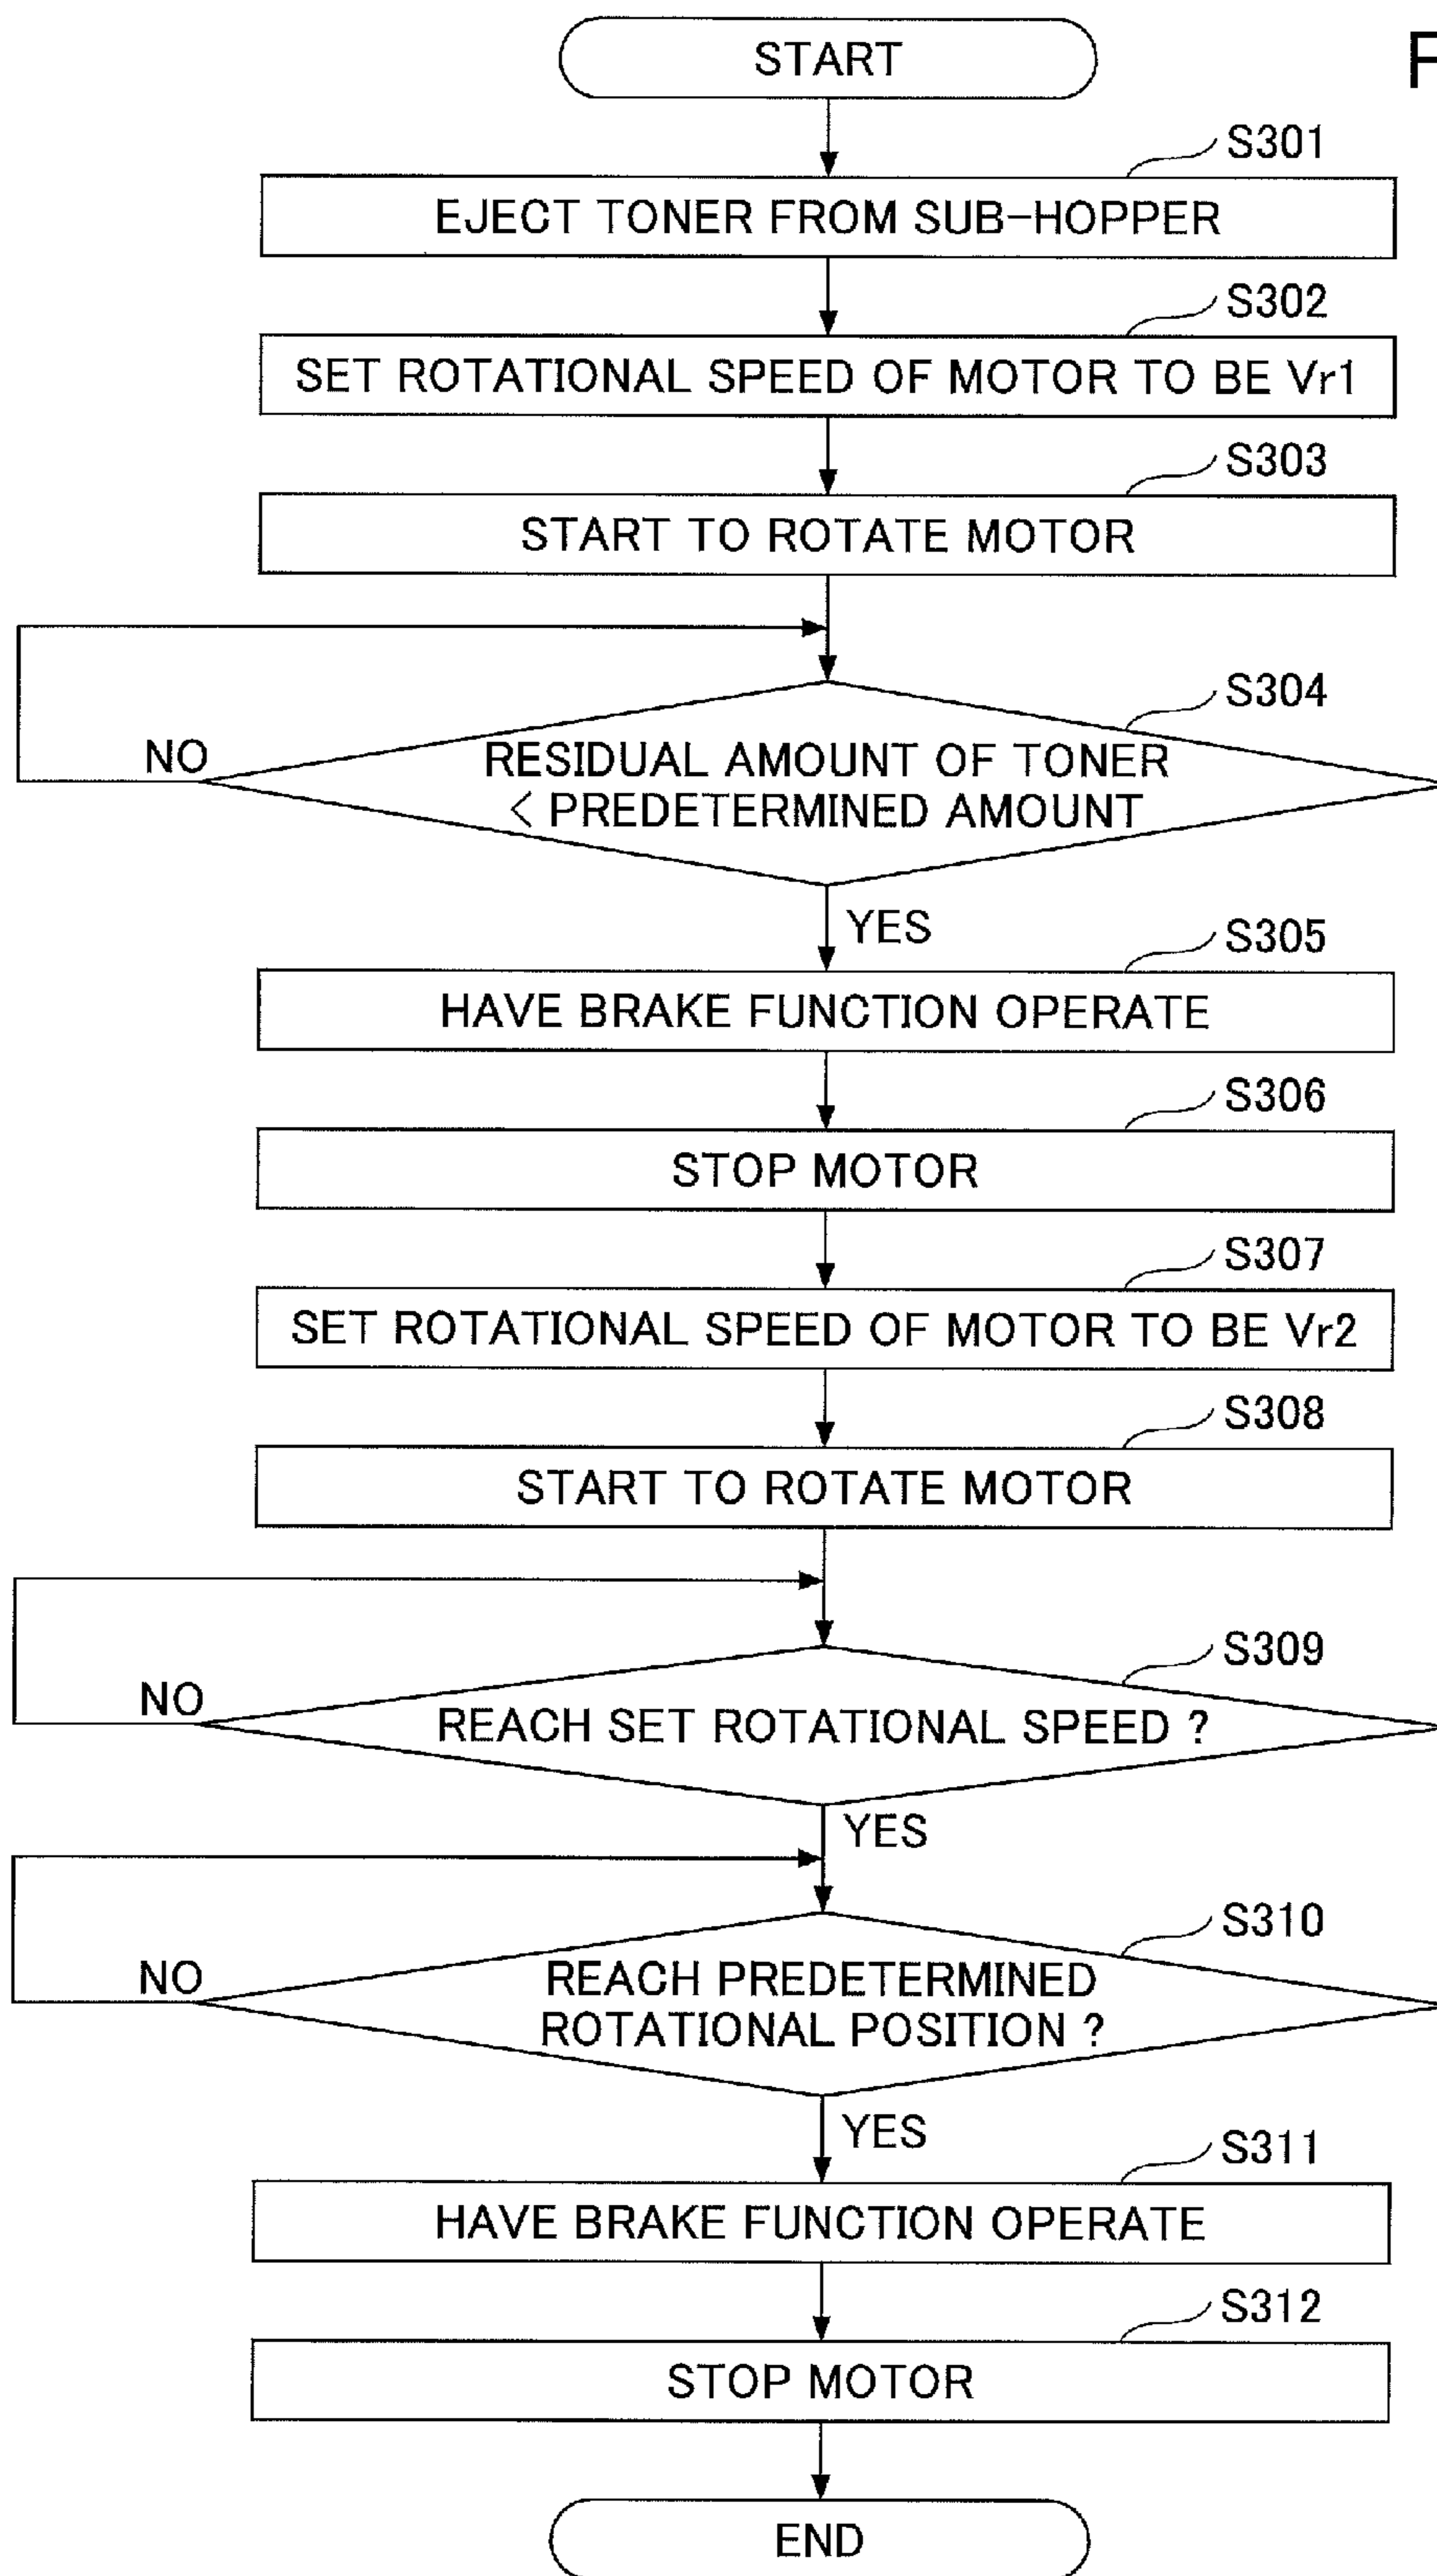 START
S301
EJECT TONER FROM SUB-HOPPER
S302
SET ROTATIONAL SPEED OF MOTOR TO BE Vr1
S303
START TO ROTATE MOTOR
S304
NO
RESIDUAL AMOUNT OF TONER
< PREDETERMINED AMOUNT
YES
S305
HAVE BRAKE FUNCTION OPERATE
S306
STOP MOTOR
S307
SET ROTATIONAL SPEED OF MOTOR TO BE Vr2
S308
START TO ROTATE MOTOR
S309
NO
REACH SET ROTATIONAL SPEED ?
YES
S310
NO
REACH PREDETERMINED
ROTATIONAL POSITION ?
YES
S311
HAVE BRAKE FUNCTION OPERATE
S312
STOP MOTOR
END